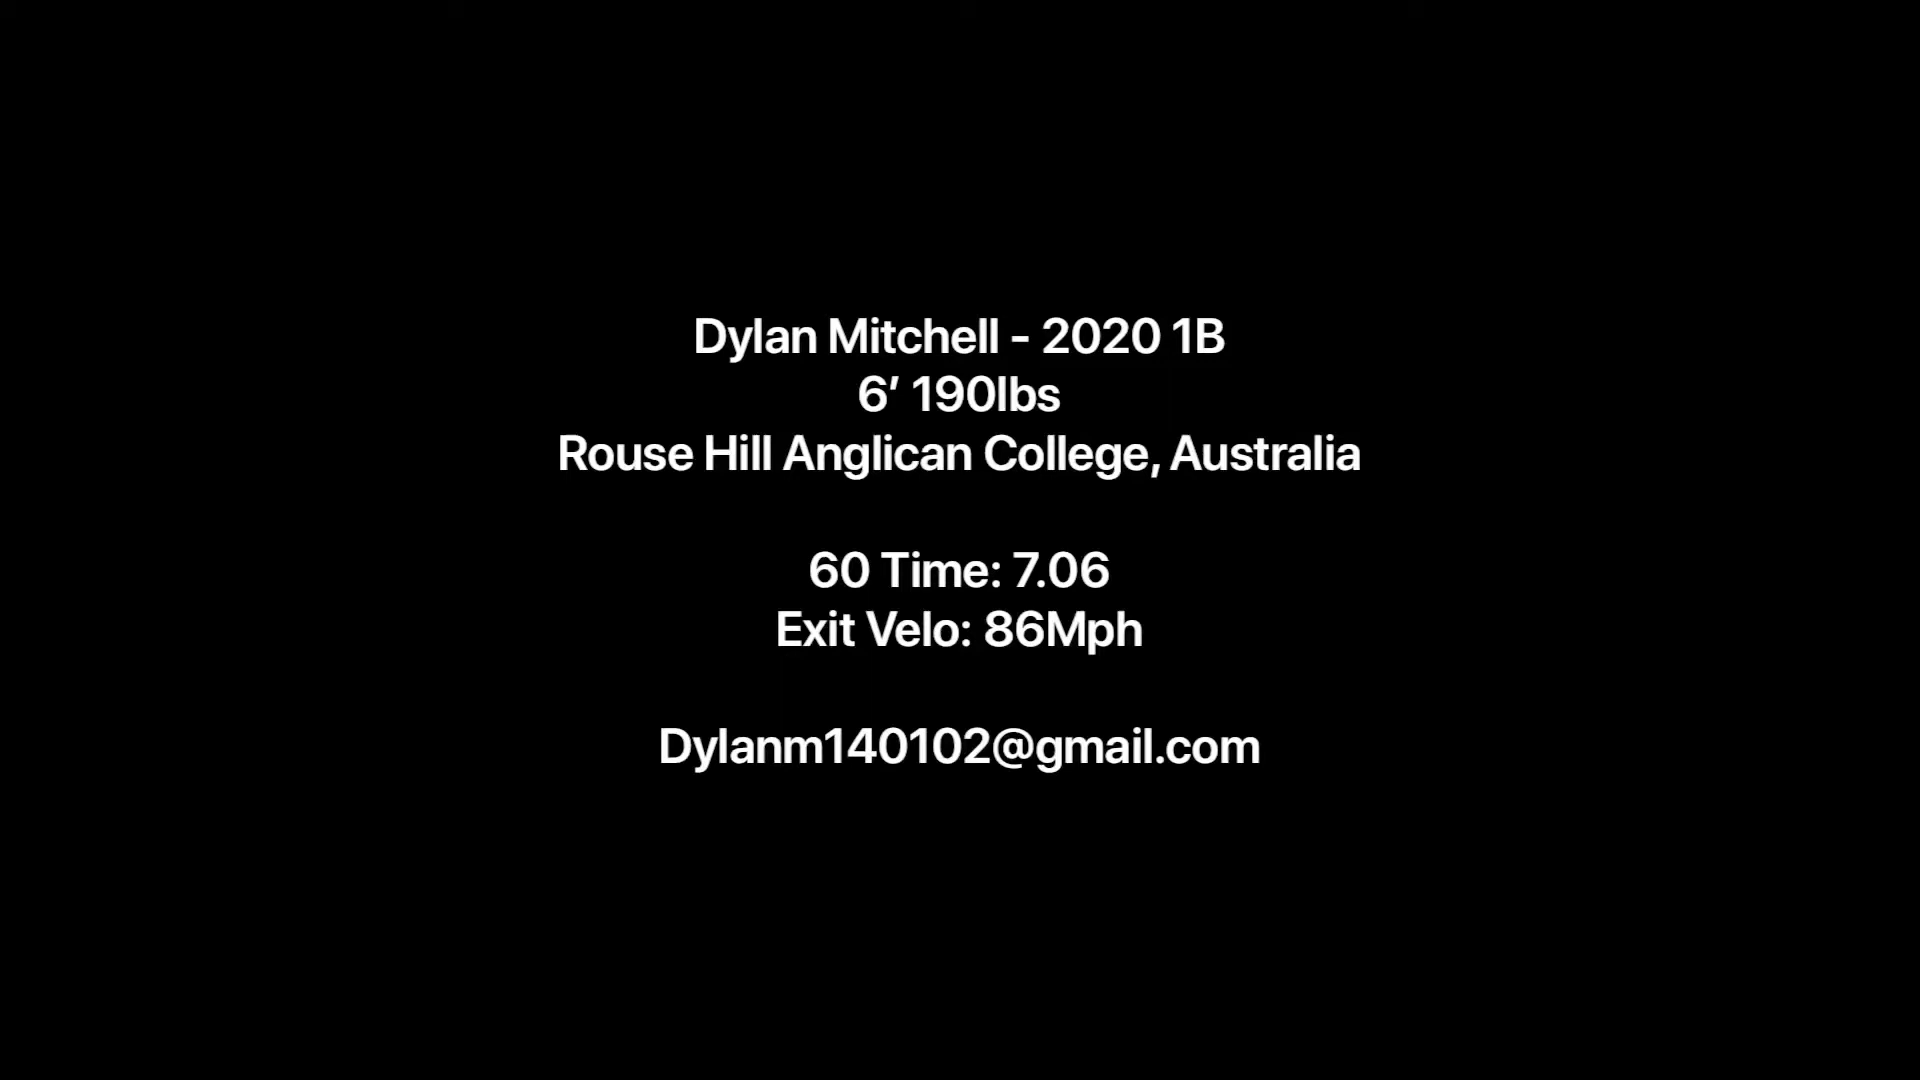 Dylan Mitchell - 2020 1B
6′ 190lbs
Rouse Hill Anglican College, Australia
60 Time: 7.06
Exit Velo: 86Mph
Dylanm140102@gmail.com